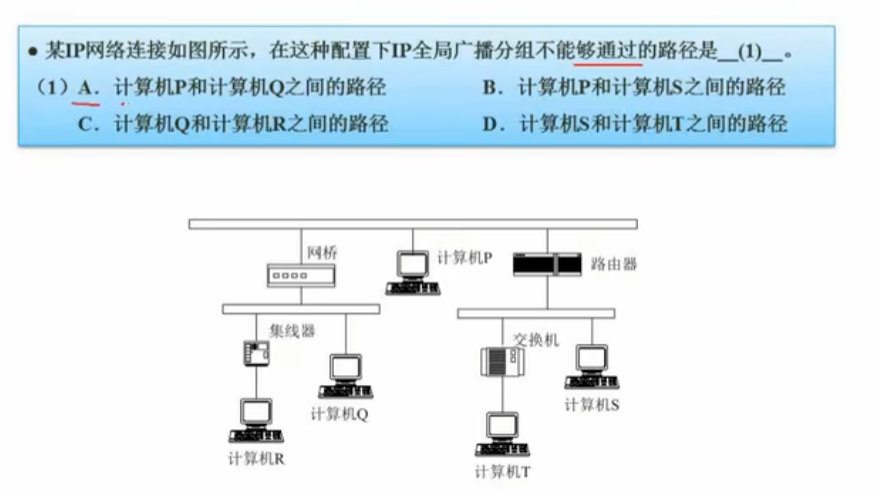 ● 某IP网络连接如图所示，在这种配置下IP全局广播分组不能够通过的路径是__(1)__。
（1）A． 计算机P和计算机Q之间的路径 B． 计算机P和计算机S之间的路径
C． 计算机Q和计算机R之间的路径 D． 计算机S和计算机T之间的路径
网桥
计算机P
路由器
集线器
交换机
计算机Q
计算机S
计算机R
计算机T